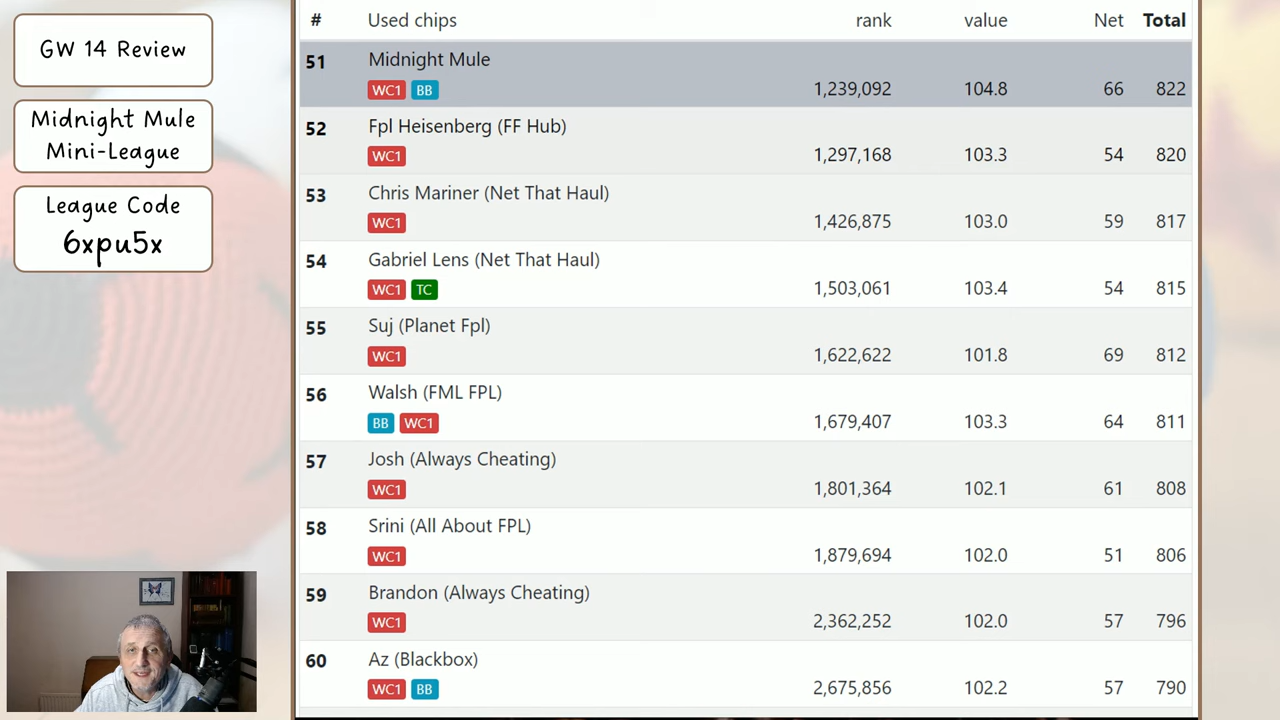 GW 14 Review
Midnight Mule
Mini-League
League Code
6xpu5x
# Used chips rank value Net Total
51 Midnight Mule
WC1 BB 1,239,092 104.8 66 822
52 Fpl Heisenberg (FF Hub)
WC1 1,297,168 103.3 54 820
53 Chris Mariner (Net That Haul)
WC1 1,426,875 103.0 59 817
54 Gabriel Lens (Net That Haul)
WC1 TC 1,503,061 103.4 54 815
55 Suj (Planet Fpl)
WC1 1,622,622 101.8 69 812
56 Walsh (FML FPL)
BB WC1 1,679,407 103.3 64 811
57 Josh (Always Cheating)
WC1 1,801,364 102.1 61 808
58 Srini (All About FPL)
WC1 1,879,694 102.0 51 806
59 Brandon (Always Cheating)
WC1 2,362,252 102.0 57 796
60 Az (Blackbox)
WC1 BB 2,675,856 102.2 57 790